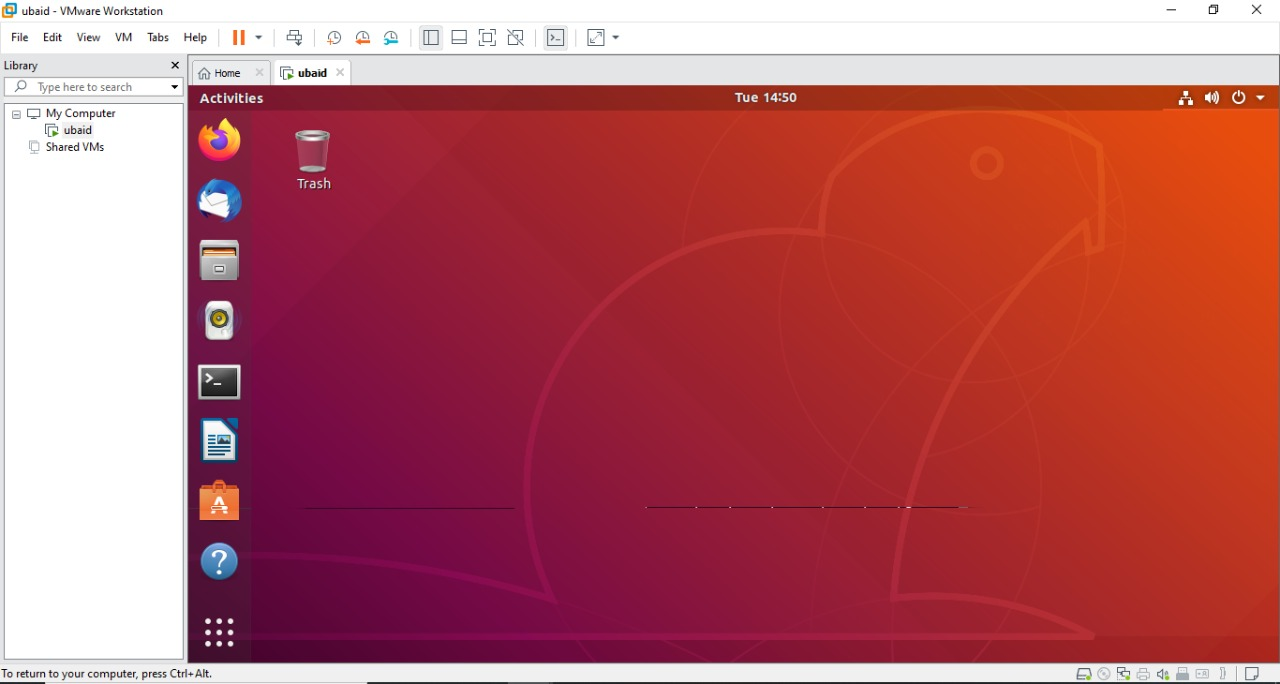 ubaid - VMware Workstation
File Edit View VM Tabs Help
Library
Type here to search
My Computer
ubaid
Shared VMs
Home
ubaid
Activities
Tue 14:50
Trash
To return to your computer, press Ctrl+Alt.